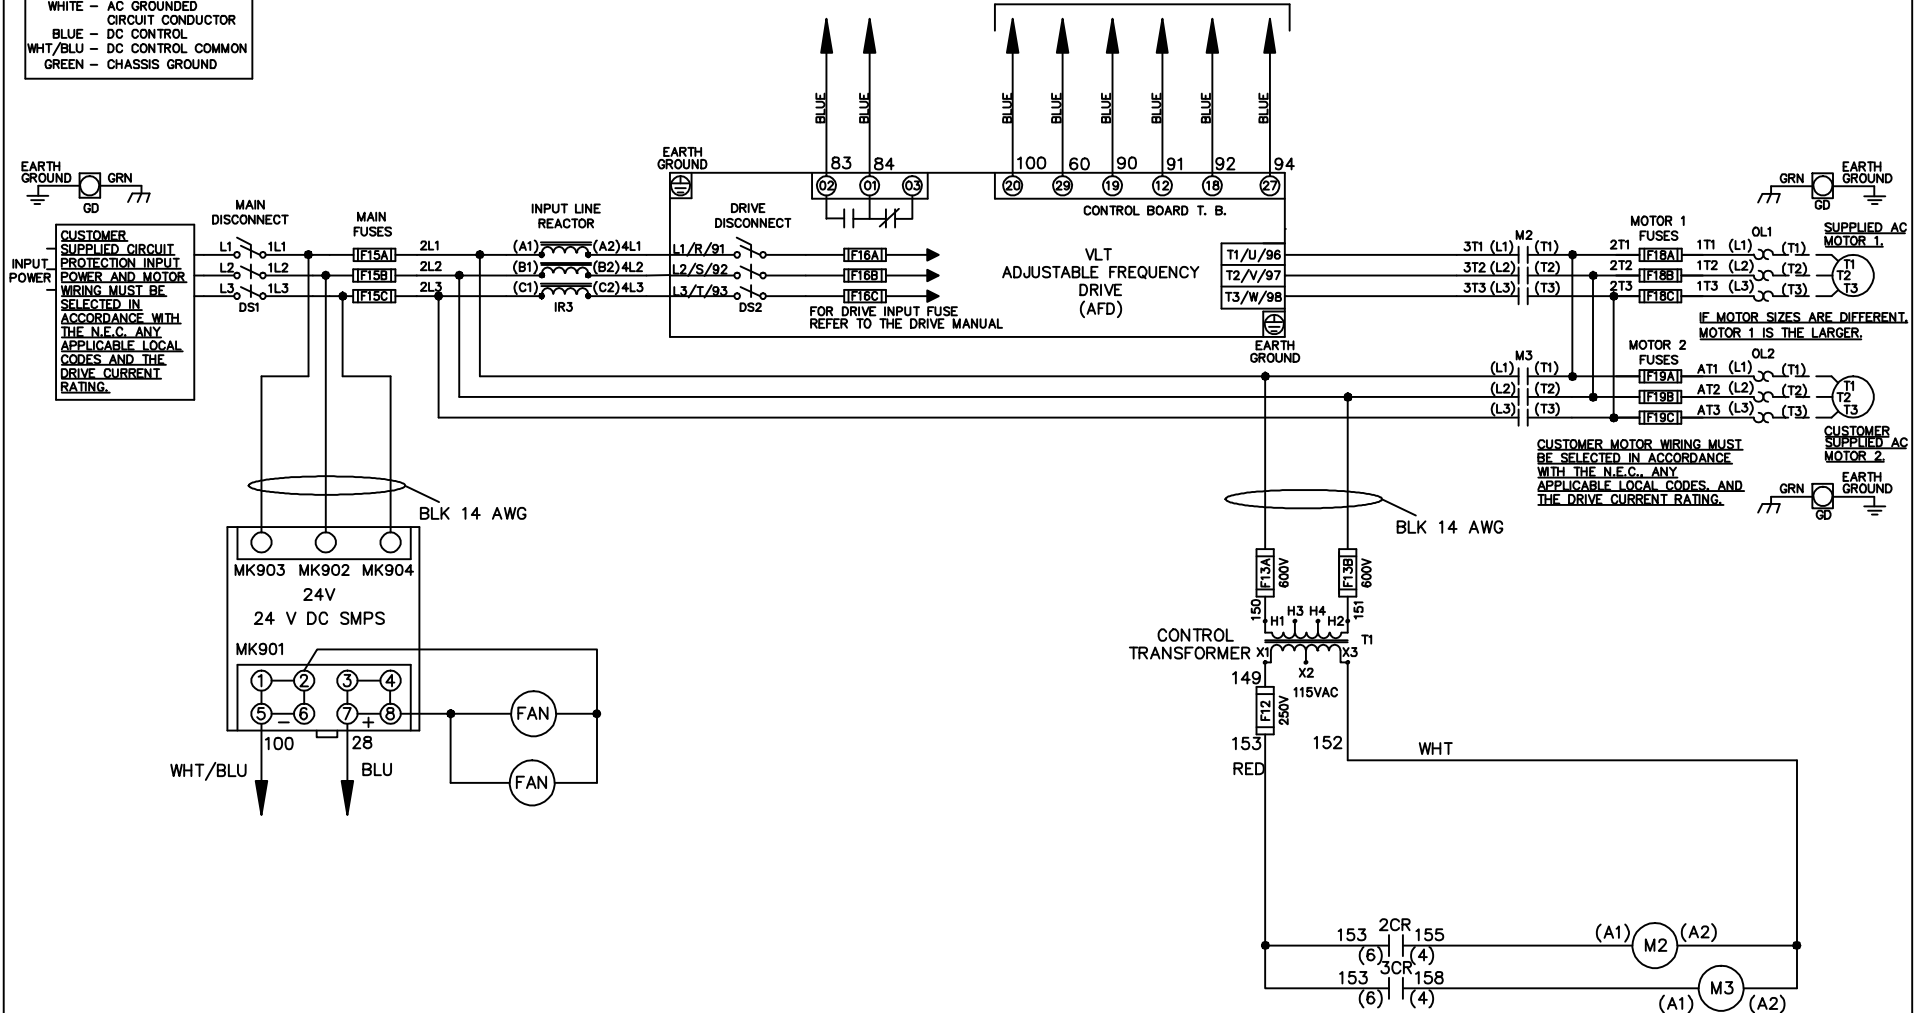 WHITE – AC GROUNDED
CIRCUIT CONDUCTOR
BLUE – DC CONTROL
WHT/BLU – DC CONTROL COMMON
GREEN – CHASSIS GROUND
BLUE
BLUE
BLUE
BLUE
BLUE
BLUE
BLUE
BLUE
83
84
100
60
90
91
92
94
02
01
03
20
29
19
12
18
27
CONTROL BOARD T. B.
EARTH
GROUND
GRN
GD
INPUT
POWER
CUSTOMER
SUPPLIED CIRCUIT
PROTECTION INPUT
POWER AND MOTOR
WIRING MUST BE
SELECTED IN
ACCORDANCE WITH
THE N.E.C. ANY
APPLICABLE LOCAL
CODES AND THE
DRIVE CURRENT
RATING.
MAIN
DISCONNECT
L1
1L1
L2
1L2
L3
1L3
DS1
MAIN
FUSES
F15A
F15B
F15C
2L1
2L2
2L3
INPUT LINE
REACTOR
(A1)
(A2)4L1
(B1)
(B2)4L2
(C1)
(C2)4L3
IR3
EARTH
GROUND
L1/R/91
L2/S/92
L3/T/93
DRIVE
DISCONNECT
DS2
F16A
F16B
F16C
FOR DRIVE INPUT FUSE
REFER TO THE DRIVE MANUAL
VLT
ADJUSTABLE FREQUENCY
DRIVE
(AFD)
T1/U/96
T2/V/97
T3/W/98
EARTH
GROUND
3T1 (L1)
3T2 (L2)
3T3 (L3)
M2
(T1)
(T2)
(T3)
2T1
2T2
2T3
MOTOR 1
FUSES
F18A
F18B
F18C
1T1 (L1)
1T2 (L2)
1T3 (L3)
OL1
(T1)
(T2)
(T3)
T1
T2
T3
GRN
GD
EARTH
GROUND
SUPPLIED AC
MOTOR 1.
IF MOTOR SIZES ARE DIFFERENT,
MOTOR 1 IS THE LARGER.
M3
(L1)
(L2)
(L3)
(T1)
(T2)
(T3)
MOTOR 2
FUSES
F19A
F19B
F19C
AT1 (L1)
AT2 (L2)
AT3 (L3)
OL2
(T1)
(T2)
(T3)
T1
T2
T3
CUSTOMER
SUPPLIED AC
MOTOR 2.
CUSTOMER MOTOR WIRING MUST
BE SELECTED IN ACCORDANCE
WITH THE N.E.C., ANY
APPLICABLE LOCAL CODES, AND
THE DRIVE CURRENT RATING.
GRN
GD
EARTH
GROUND
BLK 14 AWG
MK903 MK902 MK904
24V
24 V DC SMPS
MK901
1
2
3
4
5
–
6
7
+
8
100
28
WHT/BLU
BLU
FAN
FAN
BLK 14 AWG
F13A
600V
F13B
600V
150
151
H1
H3 H4
H2
T1
CONTROL
TRANSFORMER
X1
X3
X2
115VAC
149
F12
250V
153
152
RED
WHT
2CR
153
155
(6)
(4)
(A1)
M2
(A2)
3CR
153
158
(6)
(4)
(A1)
M3
(A2)